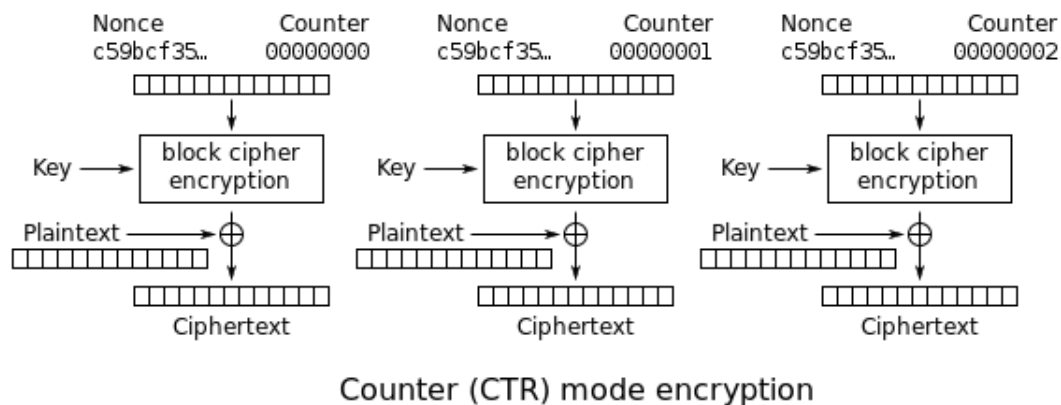 Nonce Counter Nonce Counter Nonce Counter
c59bcf35… 00000000 c59bcf35… 00000001 c59bcf35… 00000002
block cipher block cipher block cipher
Key encryption Key encryption Key encryption
Plaintext Plaintext Plaintext
Ciphertext Ciphertext Ciphertext
Counter (CTR) mode encryption